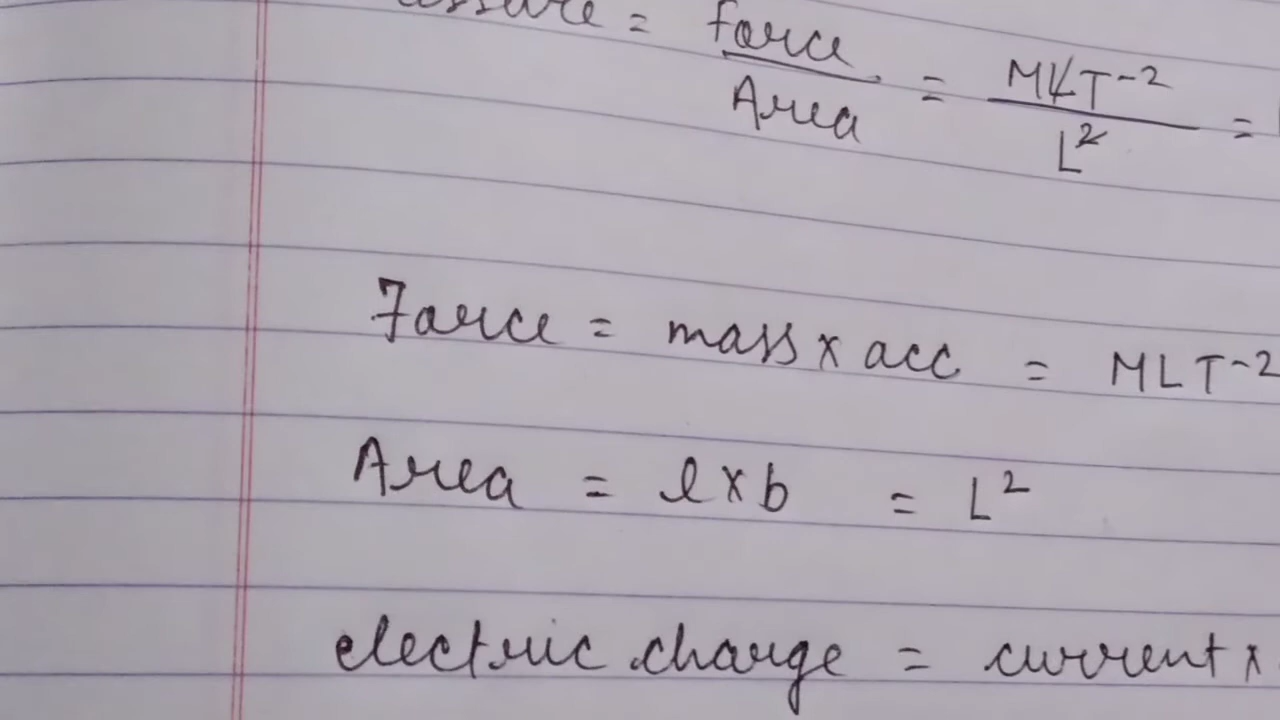 = Force / Area = MLT⁻² / L² =
Force = mass x acc = MLT⁻²
Area = l x b = L²
electric charge = current x